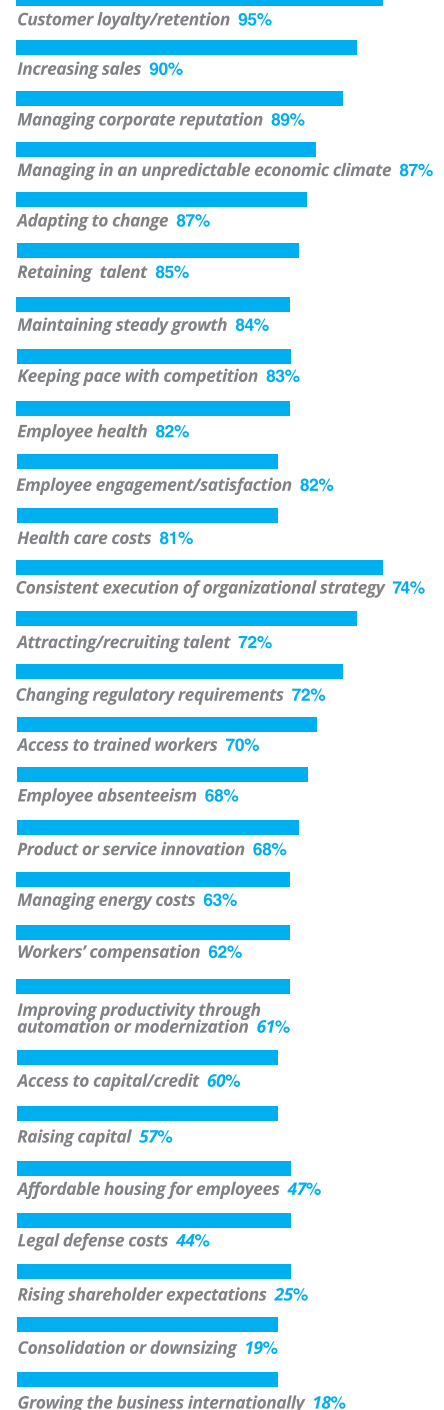 Customer loyalty/retention 95%
Increasing sales 90%
Managing corporate reputation 89%
Managing in an unpredictable economic climate 87%
Adapting to change 87%
Retaining talent 85%
Maintaining steady growth 84%
Keeping pace with competition 83%
Employee health 82%
Employee engagement/satisfaction 82%
Health care costs 81%
Consistent execution of organizational strategy 74%
Attracting/recruiting talent 72%
Changing regulatory requirements 72%
Access to trained workers 70%
Employee absenteeism 68%
Product or service innovation 68%
Managing energy costs 63%
Workers’ compensation 62%
Improving productivity through
automation or modernization 61%
Access to capital/credit 60%
Raising capital 57%
Affordable housing for employees 47%
Legal defense costs 44%
Rising shareholder expectations 25%
Consolidation or downsizing 19%
Growing the business internationally 18%